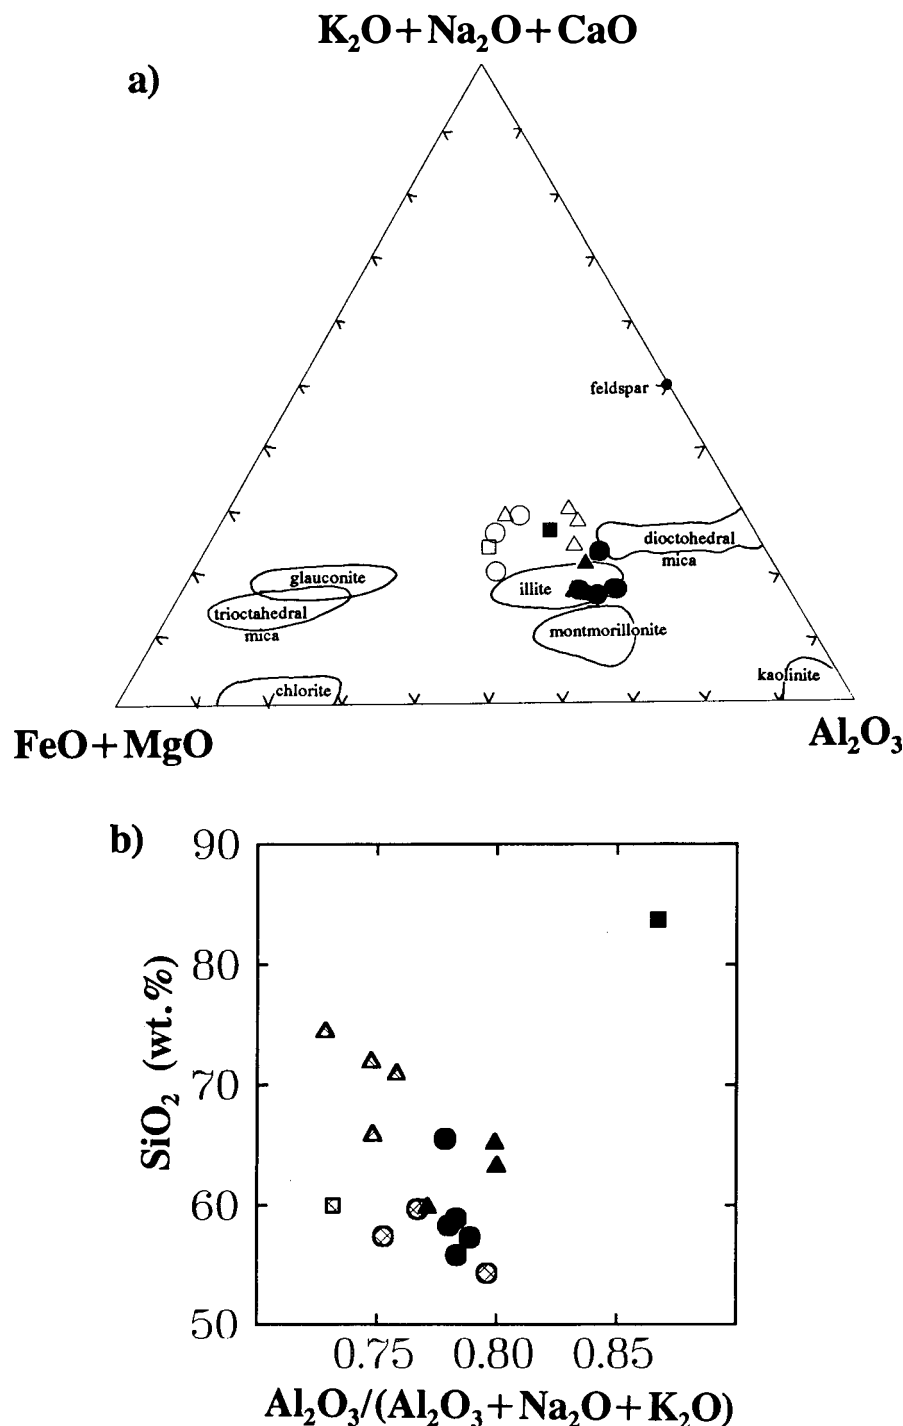 K₂O+Na₂O+CaO
a)
feldspar
dioctohedral
mica
glauconite
illite
trioctahedral
mica
montmorillonite
kaolinite
chlorite
FeO+MgO
Al₂O₃
b)
90
80
70
60
50
SiO₂ (wt.%)
0.75 0.80 0.85
Al₂O₃/(Al₂O₃+Na₂O+K₂O)